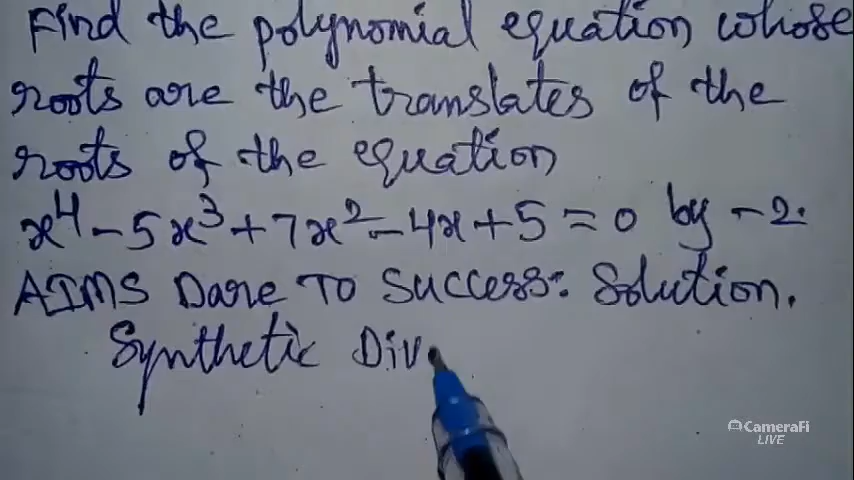 Find the polynomial equation whose
roots are the translates of the
roots of the equation
x⁴ - 5x³ + 7x² - 4x + 5 = 0 by -2.
AIMS Dare To Success: Solution.
Synthetic Div
CameraFi
LIVE